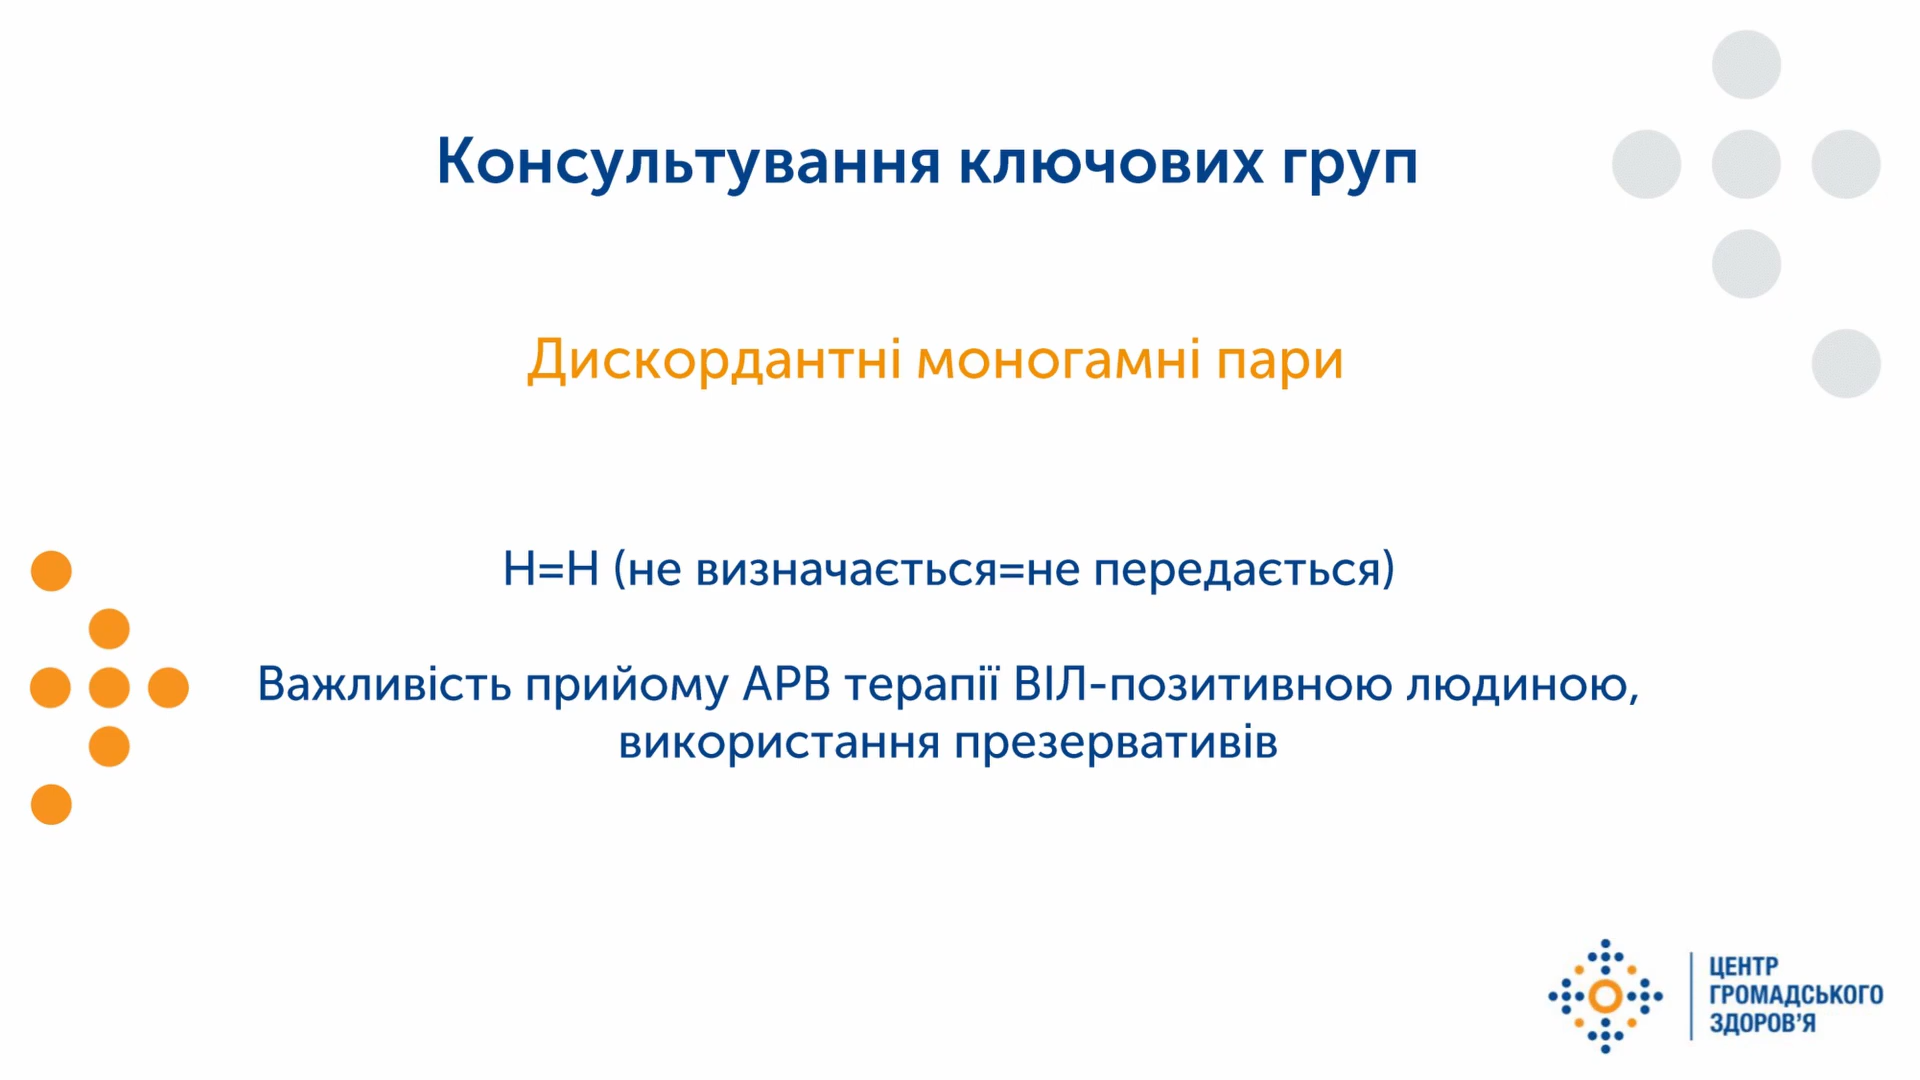 Консультування ключових груп
Дискордантні моногамні пари
Н=Н (не визначається=не передається)
Важливість прийому АРВ терапії ВІЛ-позитивною людиною,
використання презервативів
ЦЕНТР
ГРОМАДСЬКОГО
ЗДОРОВ'Я